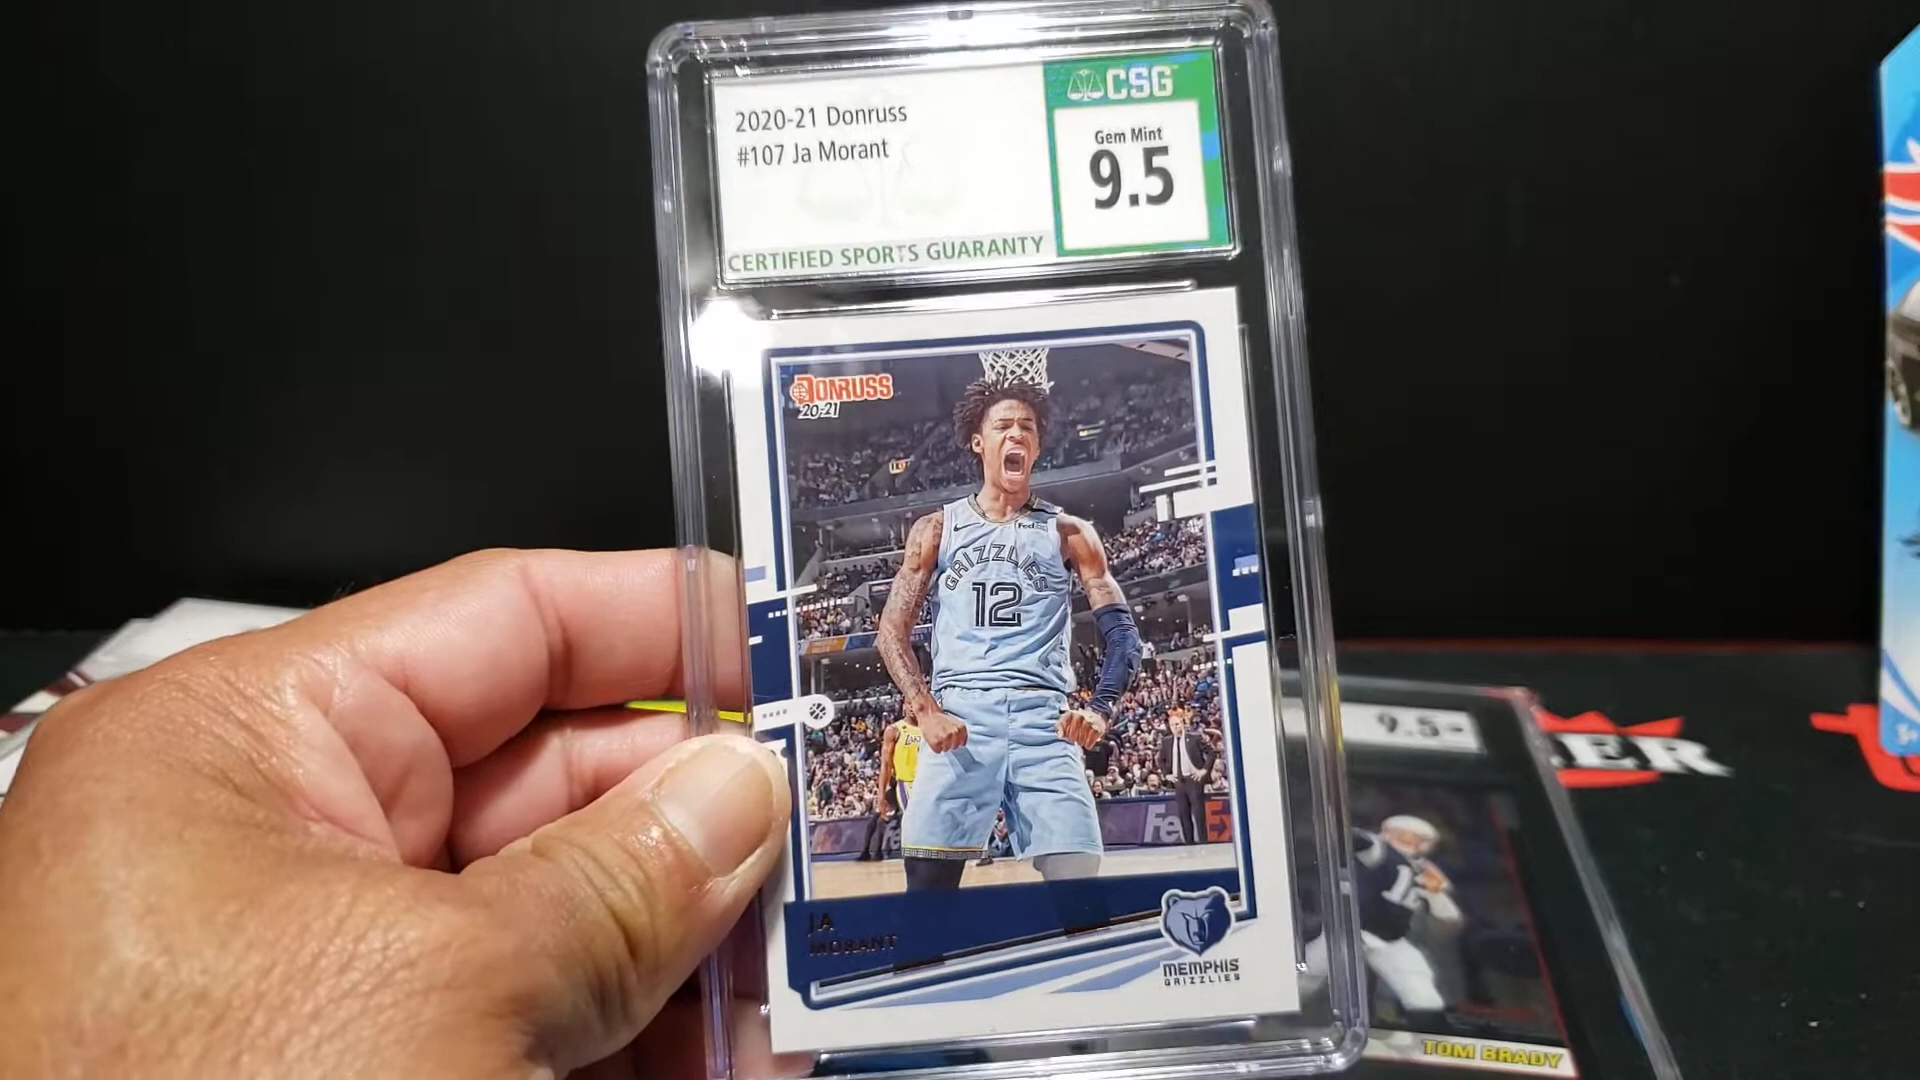 2020-21 Donruss
#107 Ja Morant
CSG
Gem Mint
9.5
CERTIFIED SPORTS GUARANTY
DONRUSS
20-21
FedEx
GRIZZLIES
12
FedEx
JA
MORANT
MEMPHIS
GRIZZLIES
9.5
TOM BRADY